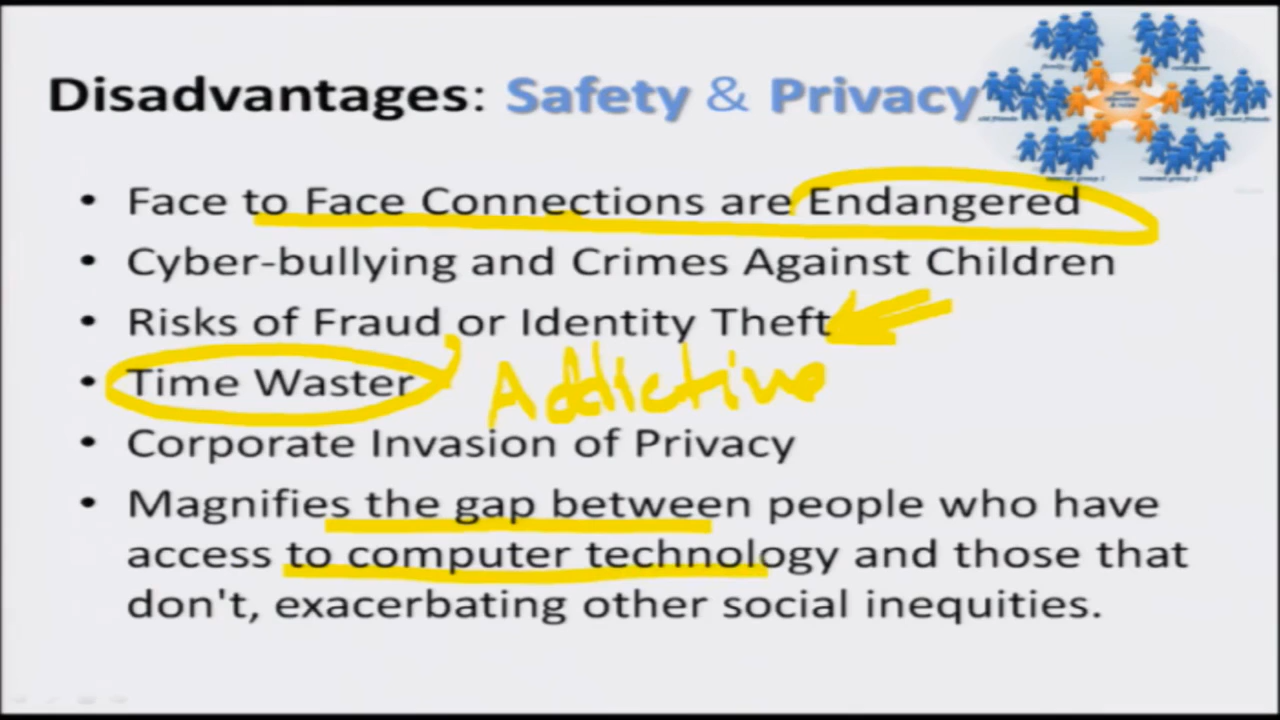 Disadvantages: Safety & Privacy
• Face to Face Connections are Endangered
• Cyber-bullying and Crimes Against Children
• Risks of Fraud or Identity Theft
• Time Waster Addictive
• Corporate Invasion of Privacy
• Magnifies the gap between people who have
access to computer technology and those that
don't, exacerbating other social inequities.